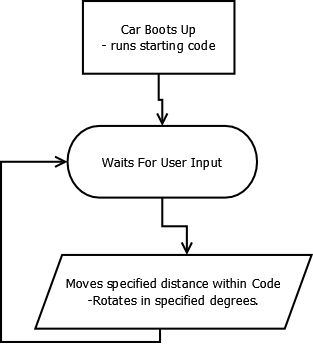 Car Boots Up
- runs starting code
Waits For User Input
Moves specified distance within Code
-Rotates in specified degrees.